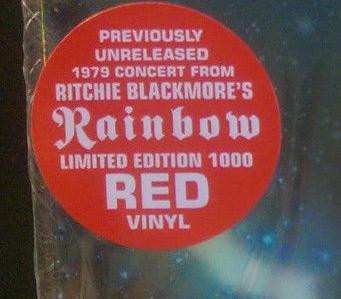 PREVIOUSLY
UNRELEASED
1979 CONCERT FROM
RITCHIE BLACKMORE'S
Rainbow
LIMITED EDITION 1000
RED
VINYL